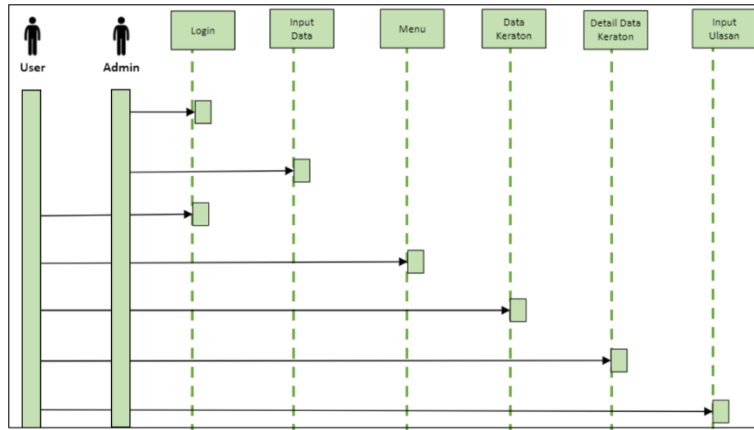 Login
Input
Data
Menu
Data
Keraton
Detail Data
Keraton
Input
Ulasan
User
Admin